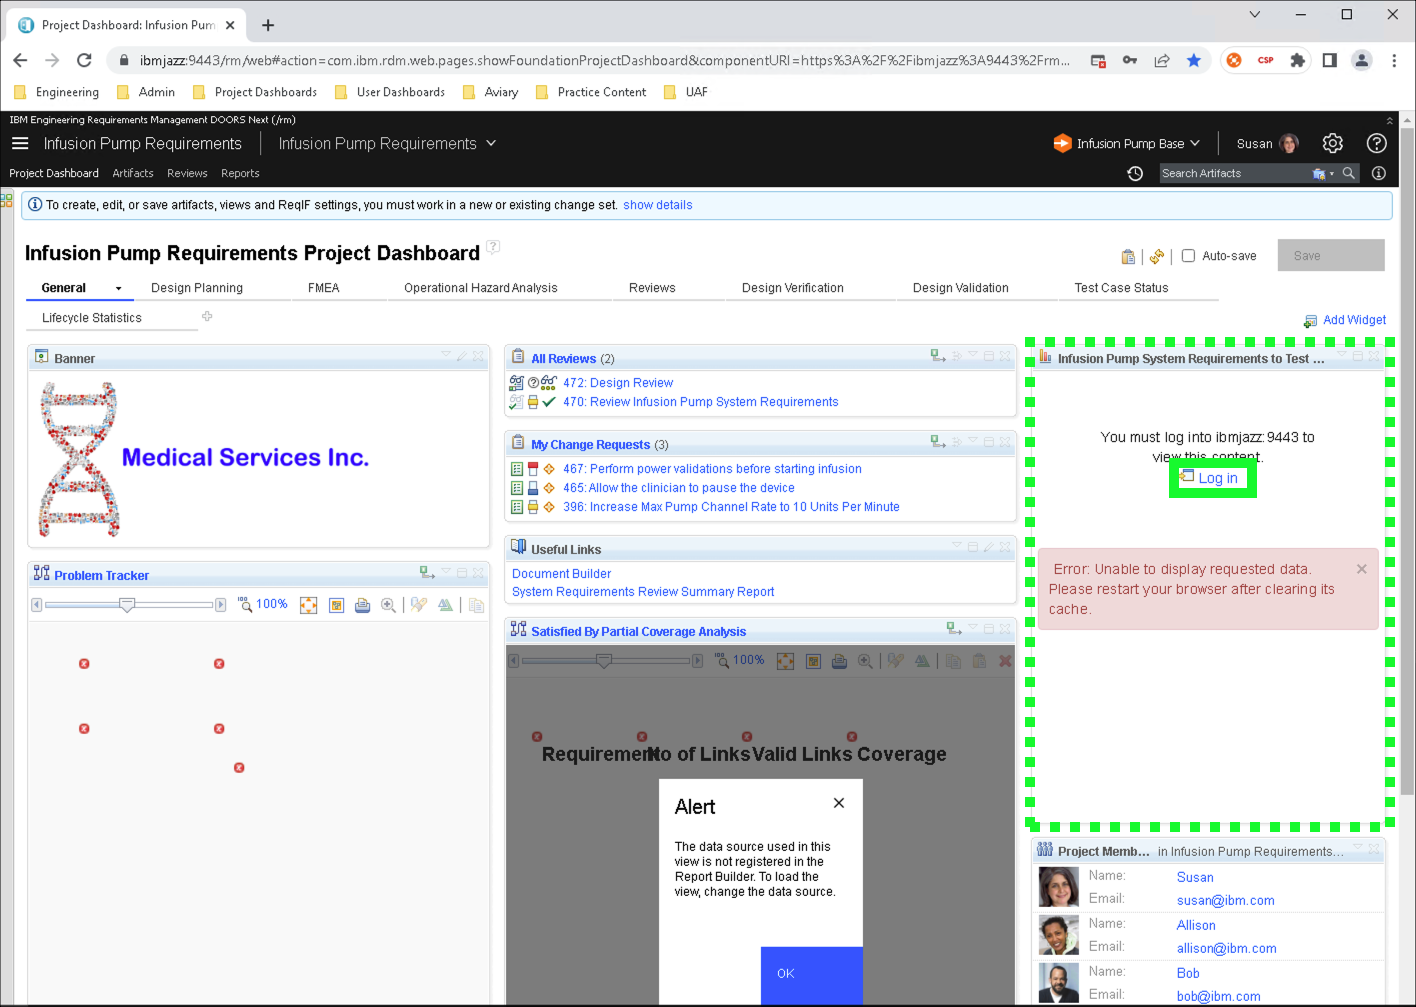 Project Dashboard: Infusion Pum
ibmjazz:9443/rm/web#action=com.ibm.rdm.web.pages.showFoundationProjectDashboard&componentURI=https%3A%2F%2Fibmjazz%3A9443%2Frm...
CSP
Engineering
Admin
Project Dashboards
User Dashboards
Aviary
Practice Content
UAF
IBM Engineering Requirements Management DOORS Next (/rm)
Infusion Pump Requirements
Infusion Pump Requirements
Infusion Pump Base
Susan
Project Dashboard
Artifacts
Reviews
Reports
Search Artifacts
To create, edit, or save artifacts, views and ReqIF settings, you must work in a new or existing change set. show details
Infusion Pump Requirements Project Dashboard
Auto-save
Save
General
Design Planning
FMEA
Operational Hazard Analysis
Reviews
Design Verification
Design Validation
Test Case Status
Lifecycle Statistics
Add Widget
Banner
Medical Services Inc.
Problem Tracker
100%
All Reviews (2)
472: Design Review
470: Review Infusion Pump System Requirements
My Change Requests (3)
467: Perform power validations before starting infusion
465: Allow the clinician to pause the device
396: Increase Max Pump Channel Rate to 10 Units Per Minute
Useful Links
Document Builder
System Requirements Review Summary Report
Satisfied By Partial Coverage Analysis
100%
Requirement No of Links Valid Links Coverage
Alert
The data source used in this
view is not registered in the
Report Builder. To load the
view, change the data source.
OK
Infusion Pump System Requirements to Test ...
You must log into ibmjazz:9443 to
view this content.
Log in
Error: Unable to display requested data.
Please restart your browser after clearing its
cache.
Project Memb... in Infusion Pump Requirements...
Name: Susan
Email: susan@ibm.com
Name: Allison
Email: allison@ibm.com
Name: Bob
Email: bob@ibm.com